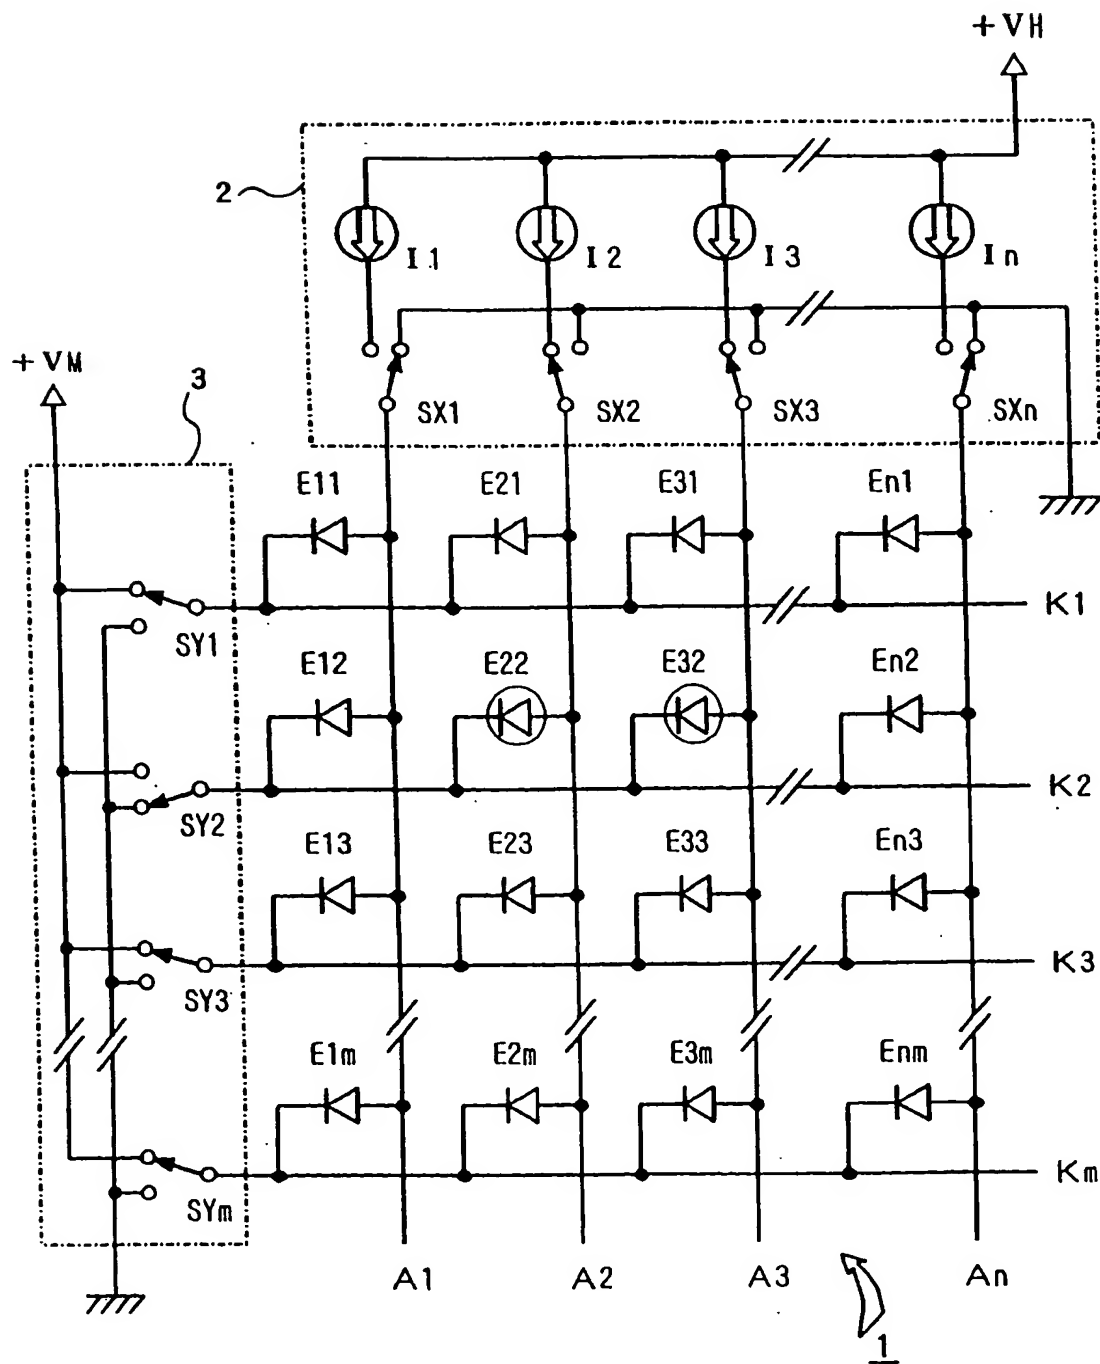 +VH
2
I1 I2 I3 In
+VM
3
SX1 SX2 SX3 SXn
E11 E21 E31 En1
K1
SY1
E12 E22 E32 En2
K2
SY2
E13 E23 E33 En3
K3
SY3
E1m E2m E3m Enm
Km
SYm
A1 A2 A3 An
1